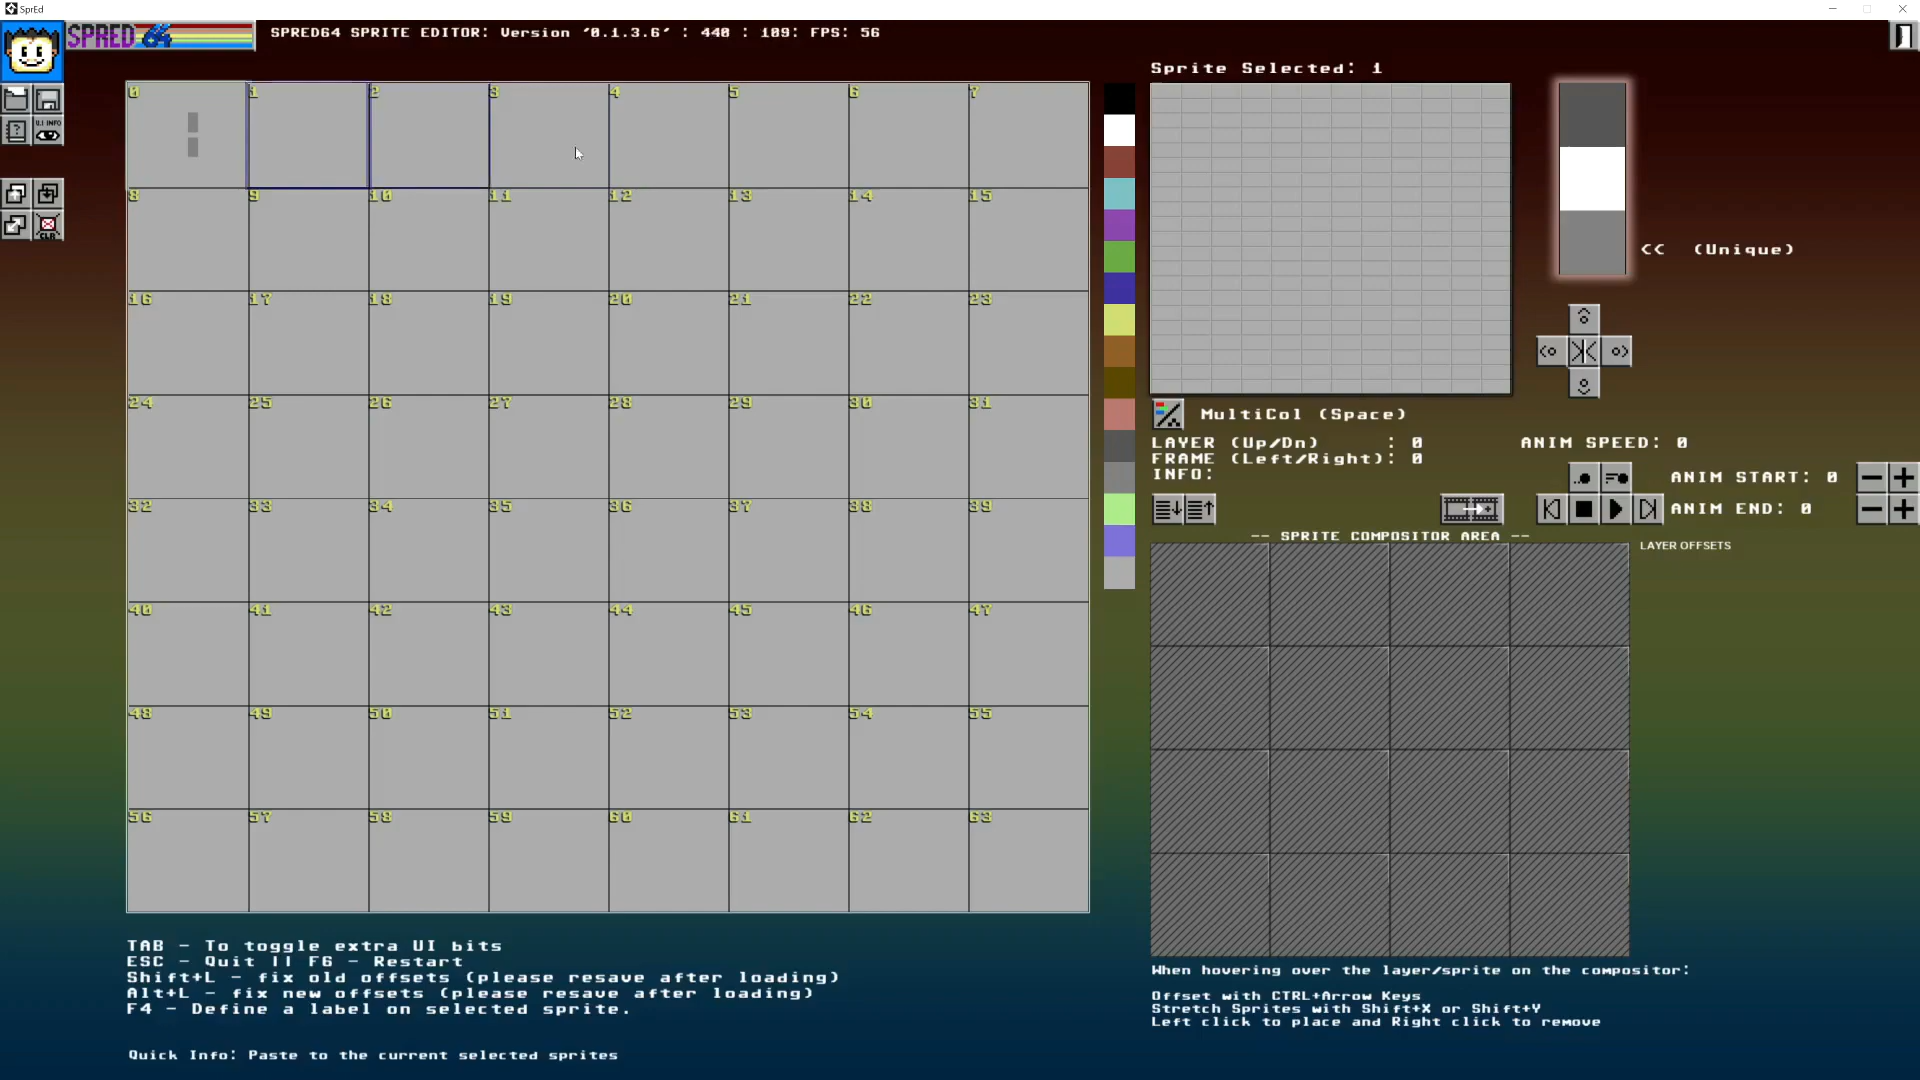 SprEd
SPRED 64
SPRED64 SPRITE EDITOR: Version '0.1.3.6' : 440 : 109: FPS: 56
Sprite Selected: 1
0 1 2 3 4 5 6 7
U.I INFO
<< (Unique)
8 9 10 11 12 13 14 15
CLR
16 17 18 19 20 21 22 23
24 25 26 27 28 29 30 31
MultiCol (Space)
LAYER (Up/Dn) : 0
ANIM SPEED: 0
FRAME (Left/Right): 0
INFO:
ANIM START: 0
ANIM END: 0
32 33 34 35 36 37 38 39
-- SPRITE COMPOSITOR AREA --
LAYER OFFSETS
40 41 42 43 44 45 46 47
48 49 50 51 52 53 54 55
56 57 58 59 60 61 62 63
TAB - To toggle extra UI bits
ESC - Quit || F6 - Restart
Shift+L - fix old offsets (please resave after loading)
Alt+L - fix new offsets (please resave after loading)
F4 - Define a label on selected sprite.
When hovering over the layer/sprite on the compositor:
Offset with CTRL+Arrow Keys
Stretch Sprites with Shift+X or Shift+Y
Left click to place and Right click to remove
Quick Info: Paste to the current selected sprites